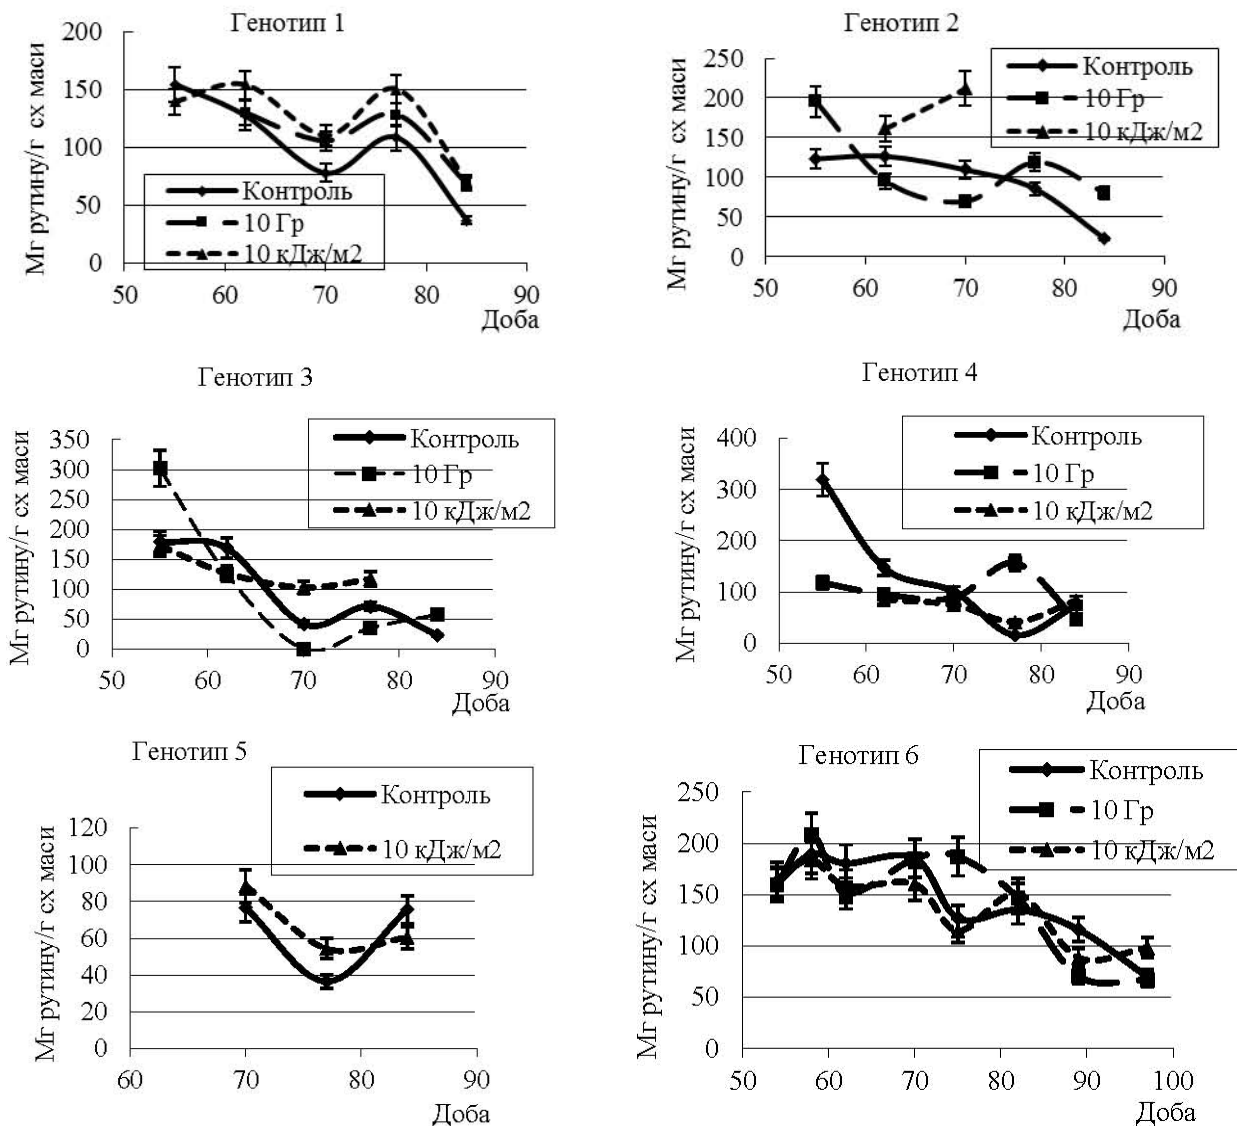 Генотип 1
Мг рутину/г сх маси
200
150
100
50
0
Контроль
10 Гр
10 кДж/м2
50 60 70 80 90
Доба
Генотип 2
Мг рутину/г сх маси
250
200
150
100
50
0
Контроль
10 Гр
10 кДж/м2
50 60 70 80 90
Доба
Генотип 3
Мг рутину/г сх маси
350
300
250
200
150
100
50
0
Контроль
10 Гр
10 кДж/м2
50 60 70 80 90
Доба
Генотип 4
Мг рутину/г сх маси
400
300
200
100
0
Контроль
10 Гр
10 кДж/м2
50 60 70 80 90
Доба
Генотип 5
Мг рутину/г сх маси
120
100
80
60
40
20
0
Контроль
10 кДж/м2
60 70 80 90
Доба
Генотип 6
Мг рутину/г сх маси
250
200
150
100
50
0
Контроль
10 Гр
10 кДж/м2
50 60 70 80 90 100
Доба